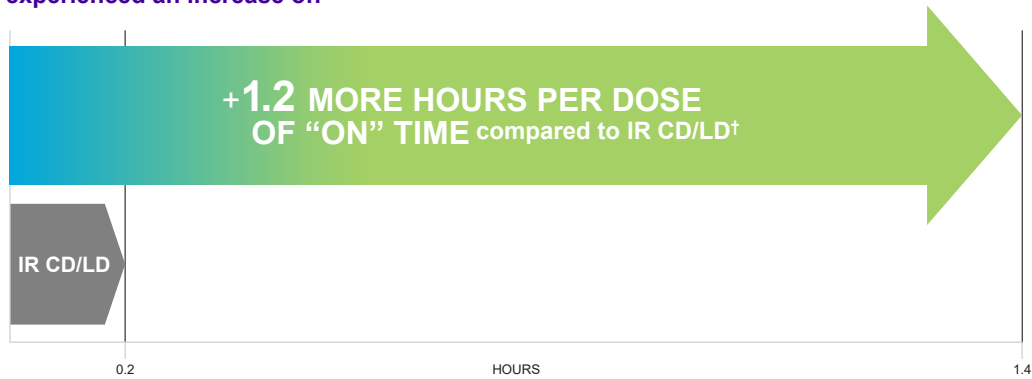 experienced an increase on
+1.2 MORE HOURS PER DOSE
OF “ON” TIME compared to IR CD/LD†
IR CD/LD
0.2 HOURS 1.4